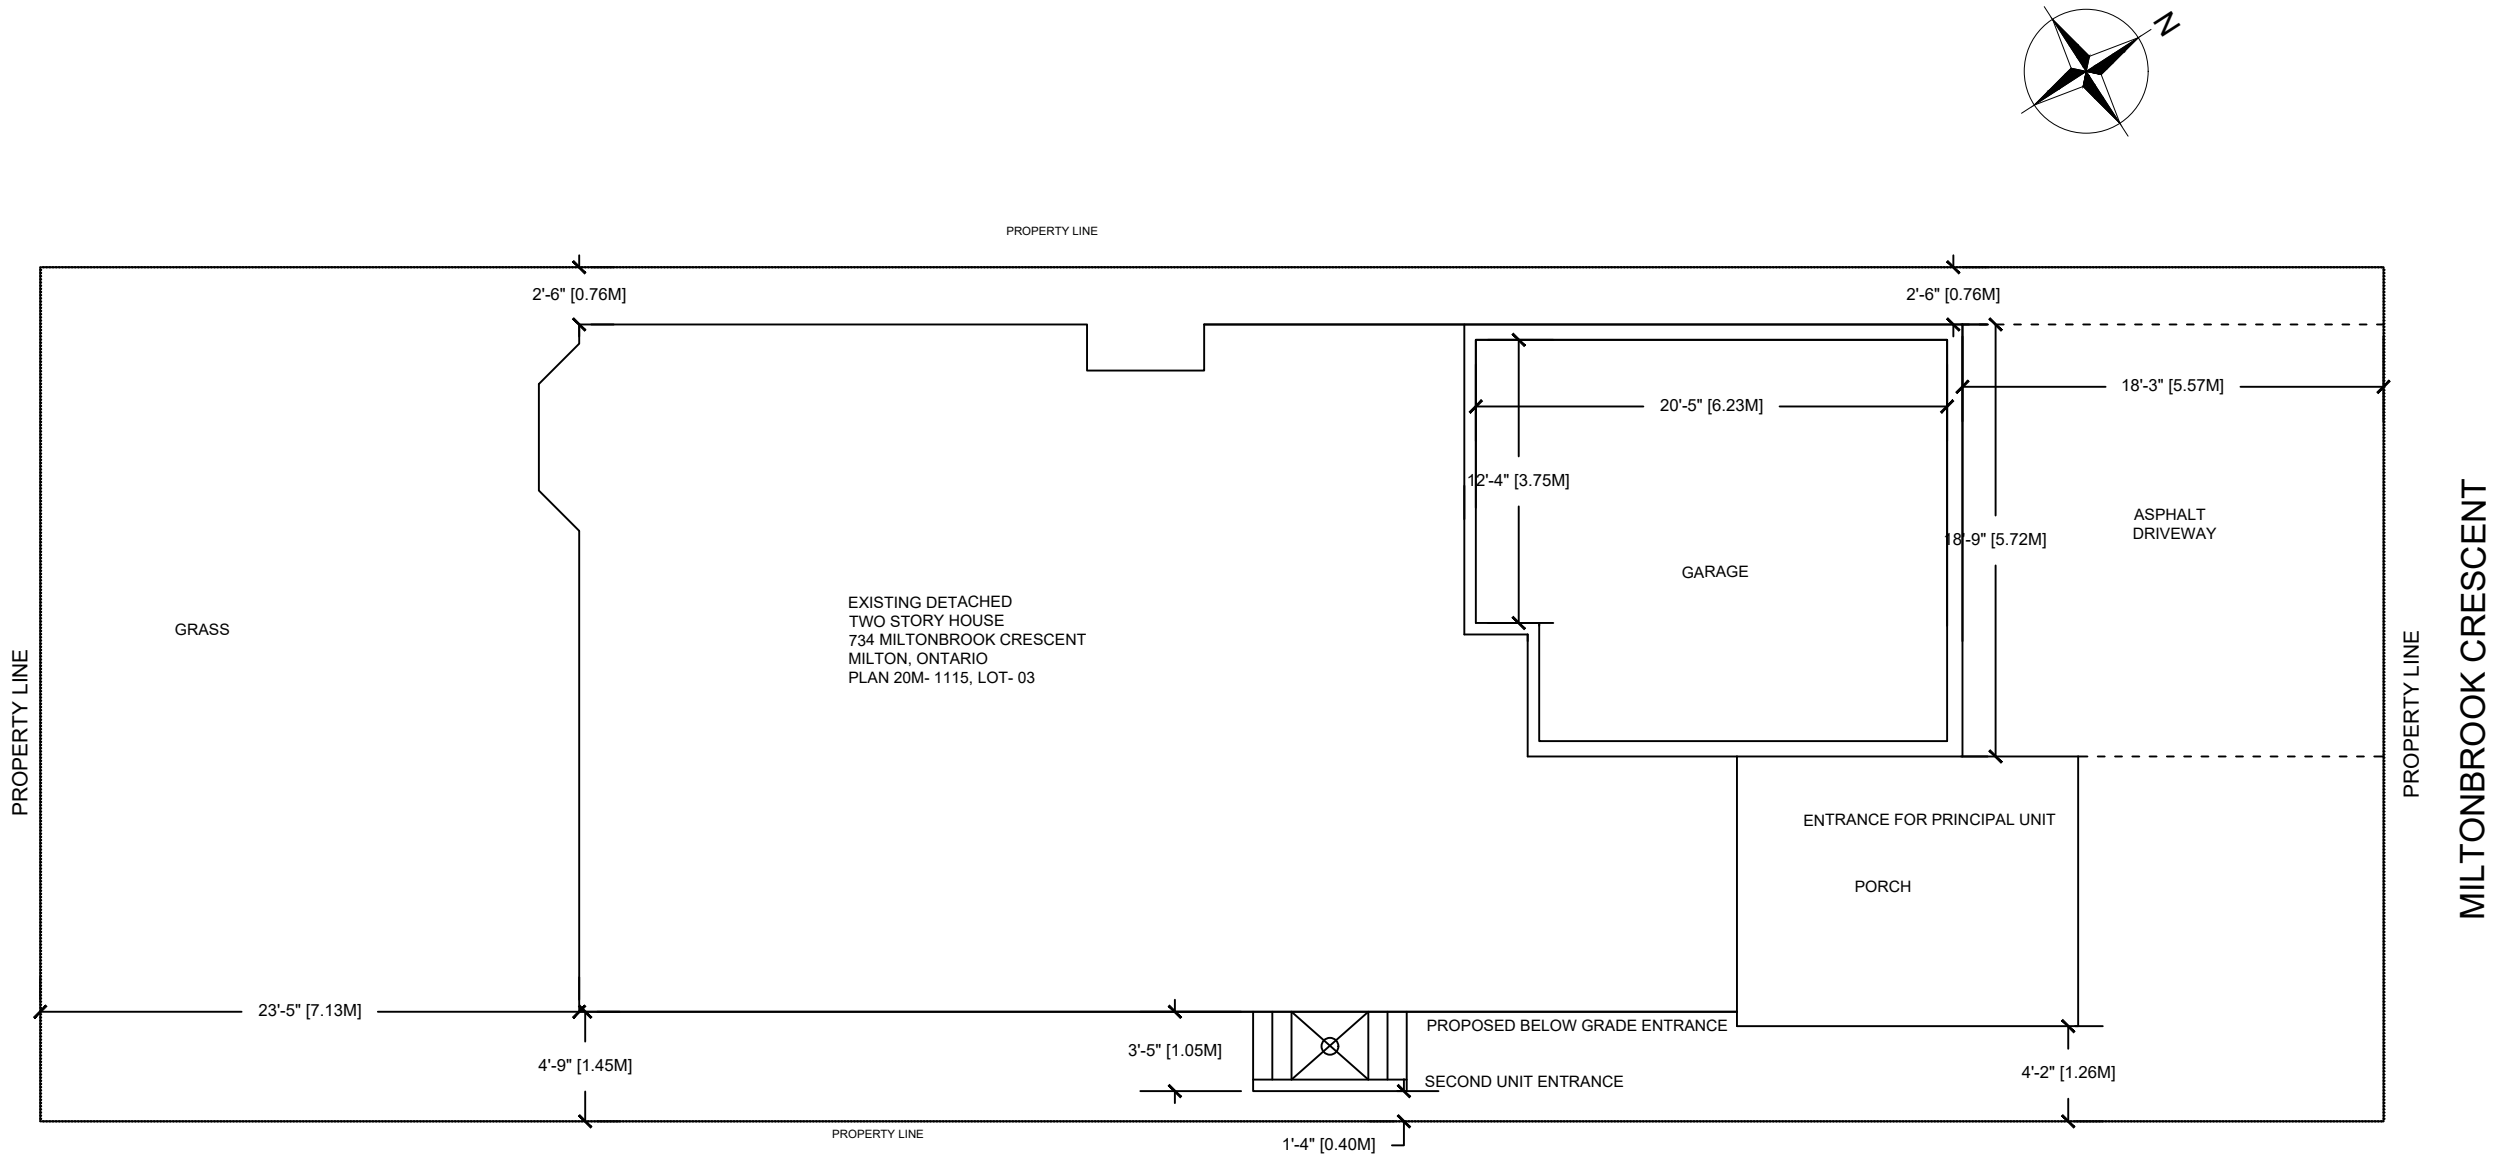 N
PROPERTY LINE
2'-6" [0.76M]
2'-6" [0.76M]
18'-3" [5.57M]
20'-5" [6.23M]
12'-4" [3.75M]
ASPHALT
DRIVEWAY
18'-9" [5.72M]
GARAGE
EXISTING DETACHED
TWO STORY HOUSE
734 MILTONBROOK CRESCENT
MILTON, ONTARIO
PLAN 20M- 1115, LOT- 03
GRASS
PROPERTY LINE
PROPERTY LINE
MILTONBROOK CRESCENT
ENTRANCE FOR PRINCIPAL UNIT
PORCH
23'-5" [7.13M]
PROPOSED BELOW GRADE ENTRANCE
3'-5" [1.05M]
4'-9" [1.45M]
4'-2" [1.26M]
SECOND UNIT ENTRANCE
PROPERTY LINE
1'-4" [0.40M]